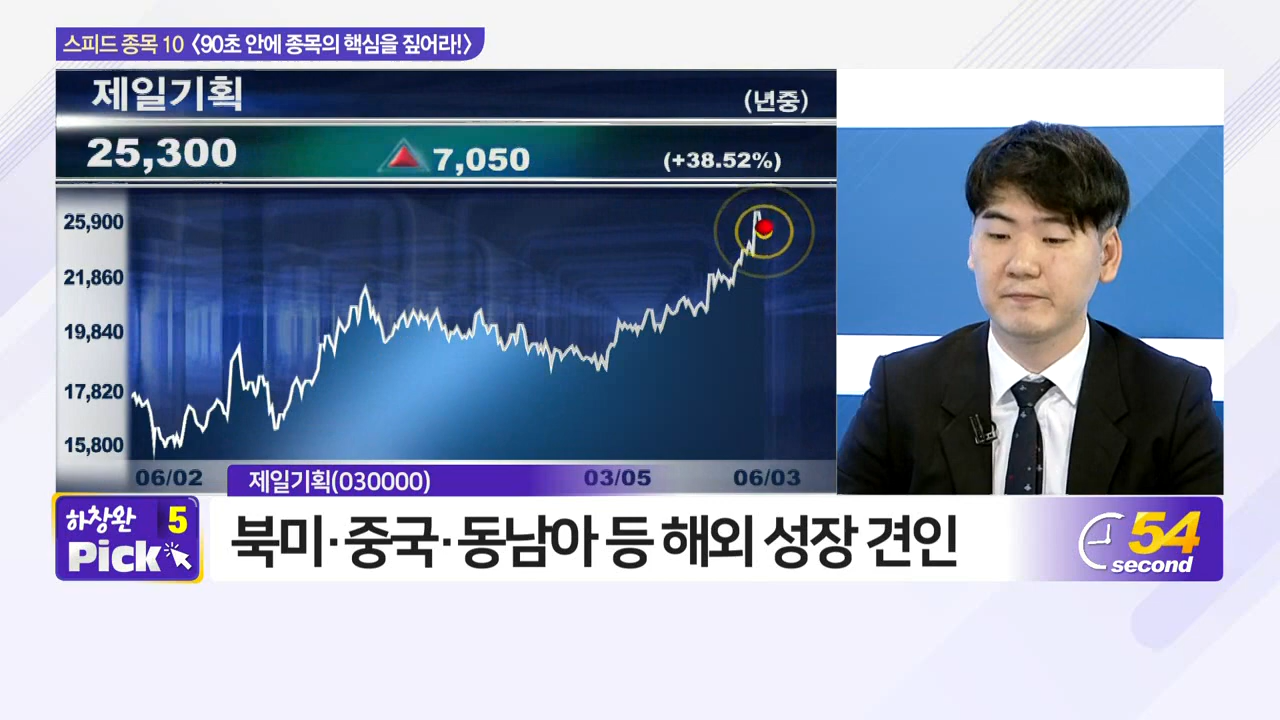 스피드 종목 10 <90초 안에 종목의 핵심을 짚어라!>
제일기획
(년중)
25,300 7,050 (+38.52%)
25,900
21,860
19,840
17,820
15,800
06/02 03/05 06/03
제일기획(030000)
하창완 5
Pick
북미·중국·동남아 등 해외 성장 견인
54
second